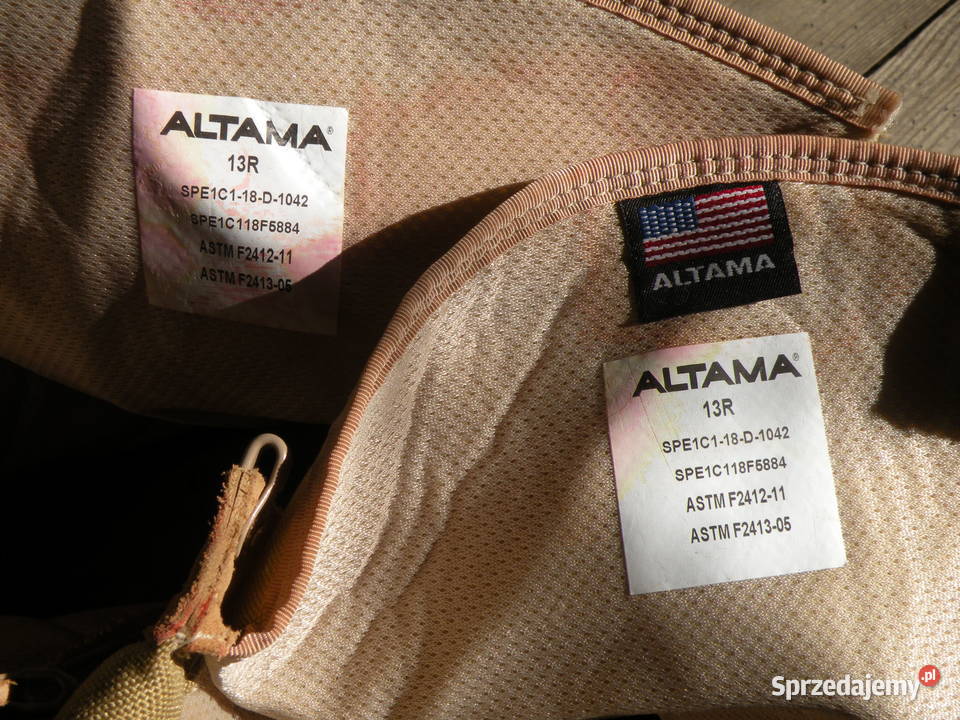 ALTAMA®
13R
SPE1C1-18-D-1042
SPE1C118F5884
ASTM F2412-11
ASTM F2413-05
ALTAMA
ALTAMA®
13R
SPE1C1-18-D-1042
SPE1C118F5884
ASTM F2412-11
ASTM F2413-05
Sprzedajemy.pl